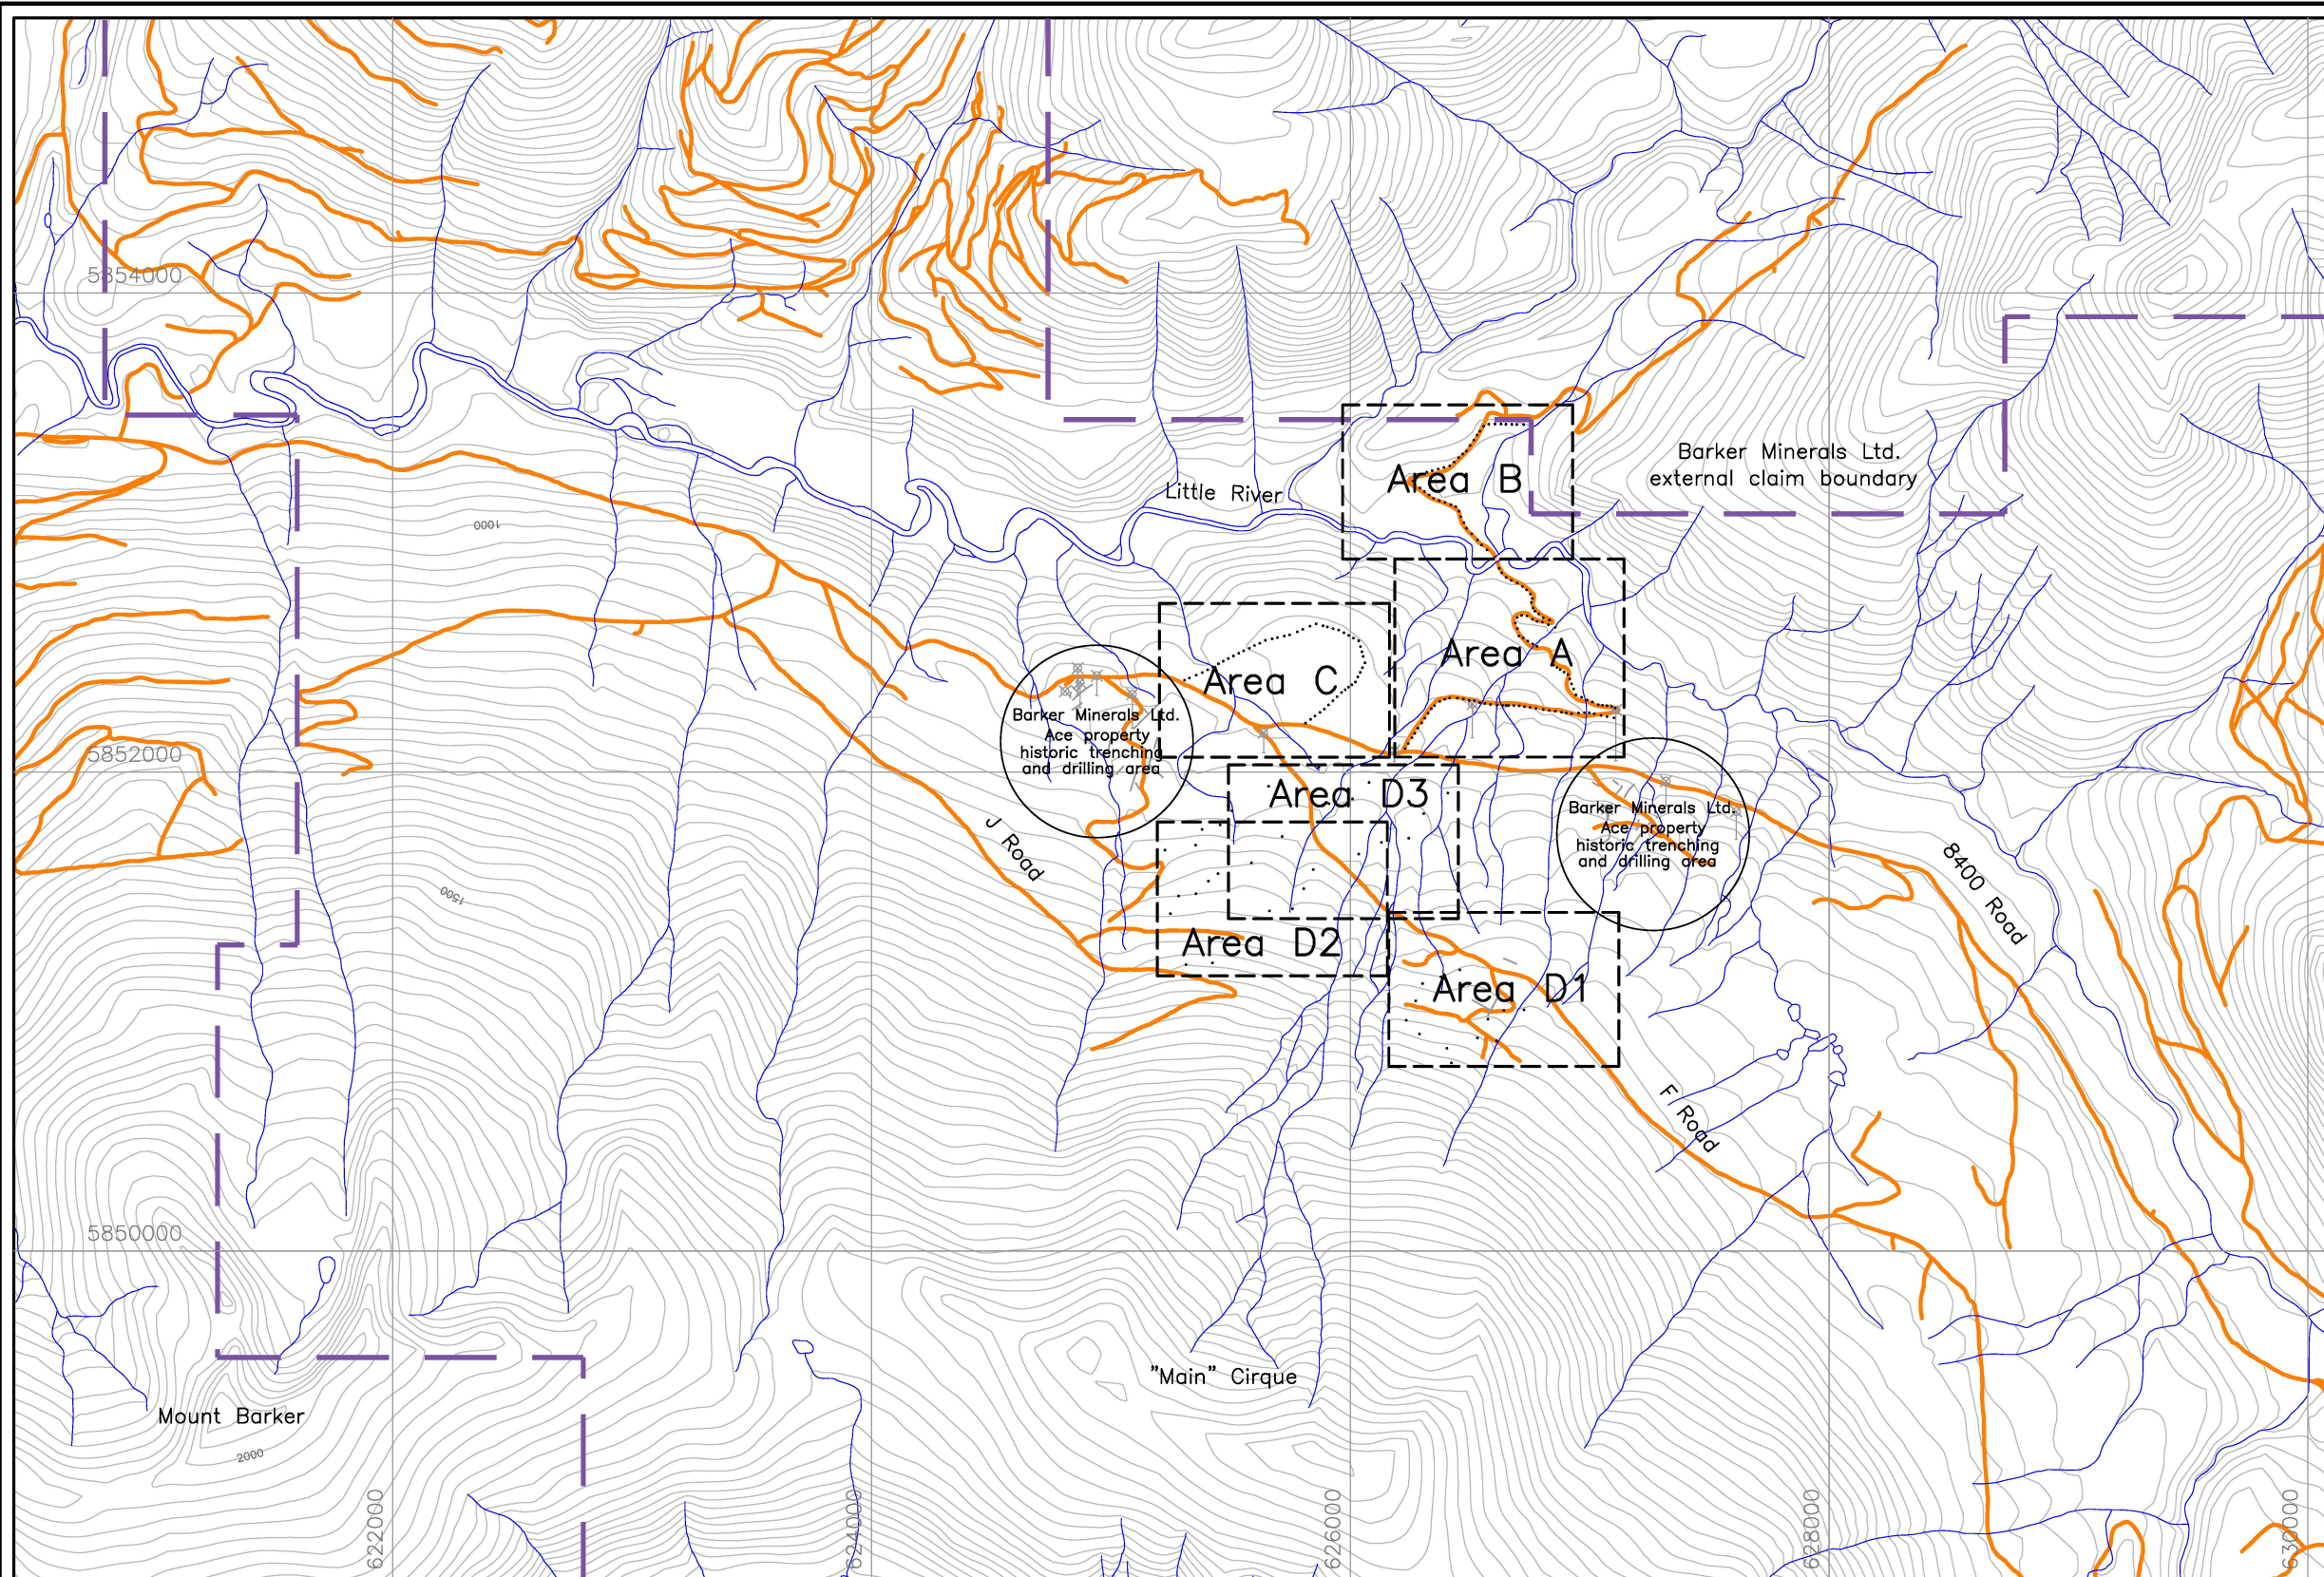 5854000
Barker Minerals Ltd.
external claim boundary
Area B
Little River
1000
Area A
Area C
Barker Minerals Ltd.
Ace property
historic trenching
and drilling area
5852000
Area D3
Barker Minerals Ltd.
Ace property
historic trenching
and drilling area
J Road
8400 Road
1500
Area D2
Area D1
F Road
5850000
"Main" Cirque
Mount Barker
2000
622000
624000
626000
628000
630000